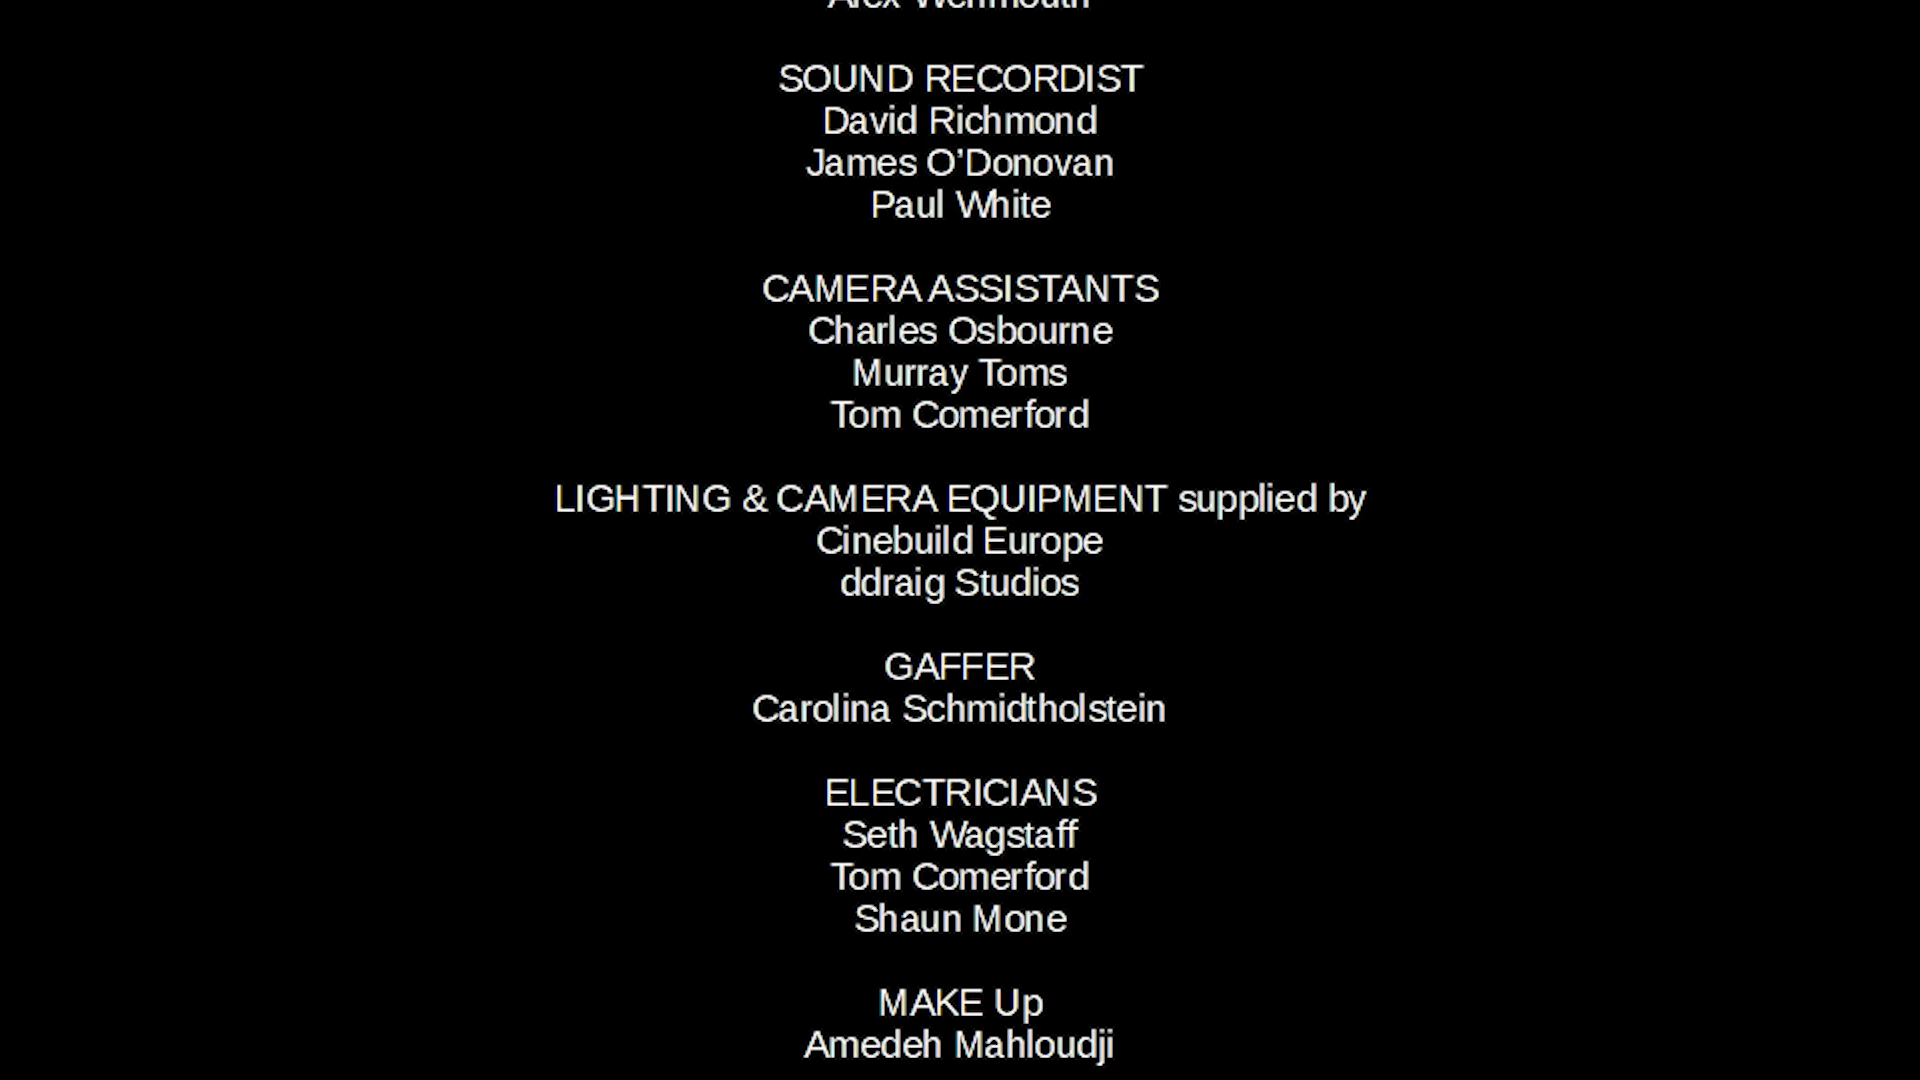 SOUND RECORDIST
David Richmond
James O’Donovan
Paul White
CAMERA ASSISTANTS
Charles Osbourne
Murray Toms
Tom Comerford
LIGHTING & CAMERA EQUIPMENT supplied by
Cinebuild Europe
ddraig Studios
GAFFER
Carolina Schmidtholstein
ELECTRICIANS
Seth Wagstaff
Tom Comerford
Shaun Mone
MAKE Up
Amedeh Mahloudji